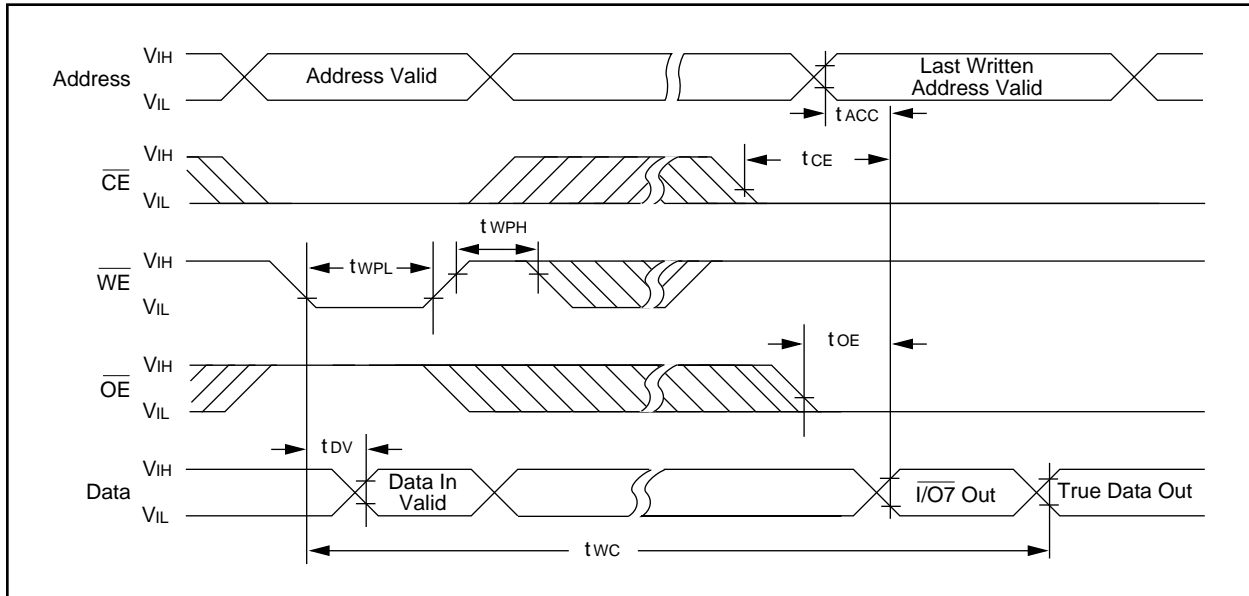 VIH
Address
VIL
Address Valid
Last Written
Address Valid
tACC
VIH
CE
VIL
tCE
tWPH
VIH
WE
VIL
tWPL
VIH
OE
VIL
tOE
tDV
VIH
Data
VIL
Data In
Valid
I/O7 Out
True Data Out
tWC